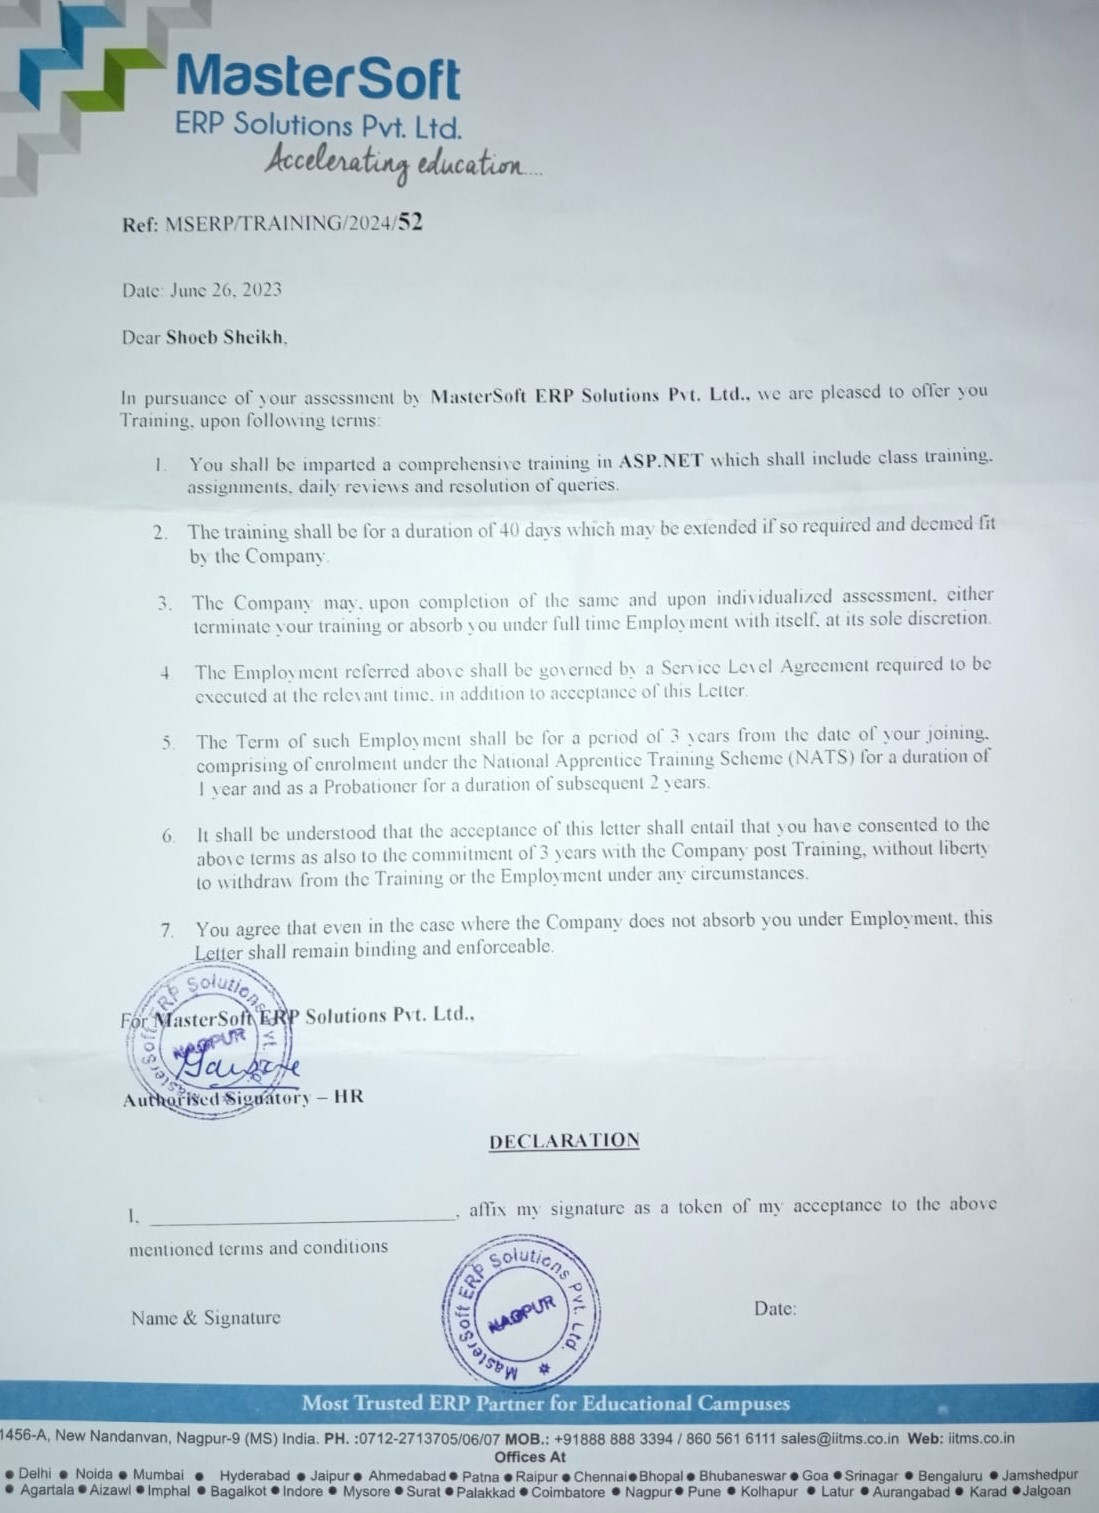 MasterSoft
ERP Solutions Pvt. Ltd.
Accelerating education....
Ref: MSERP/TRAINING/2024/52
Date: June 26, 2023
Dear Shoeb Sheikh,
In pursuance of your assessment by MasterSoft ERP Solutions Pvt. Ltd., we are pleased to offer you
Training, upon following terms:
1. You shall be imparted a comprehensive training in ASP.NET which shall include class training,
assignments, daily reviews and resolution of queries.
2. The training shall be for a duration of 40 days which may be extended if so required and deemed fit
by the Company.
3. The Company may, upon completion of the same and upon individualized assessment, either
terminate your training or absorb you under full time Employment with itself, at its sole discretion.
4. The Employment referred above shall be governed by a Service Level Agreement required to be
executed at the relevant time, in addition to acceptance of this Letter.
5. The Term of such Employment shall be for a period of 3 years from the date of your joining,
comprising of enrolment under the National Apprentice Training Scheme (NATS) for a duration of
1 year and as a Probationer for a duration of subsequent 2 years.
6. It shall be understood that the acceptance of this letter shall entail that you have consented to the
above terms as also to the commitment of 3 years with the Company post Training, without liberty
to withdraw from the Training or the Employment under any circumstances.
7. You agree that even in the case where the Company does not absorb you under Employment, this
Letter shall remain binding and enforceable.
For MasterSoft ERP Solutions Pvt. Ltd.,
MasterSoft ERP Solutions Pvt. Ltd.
NAGPUR
Authorised Signatory – HR
DECLARATION
I, ____________________, affix my signature as a token of my acceptance to the above
mentioned terms and conditions
MasterSoft ERP Solutions Pvt. Ltd.
NAGPUR
Name & Signature
Date:
Most Trusted ERP Partner for Educational Campuses
1456-A, New Nandanvan, Nagpur-9 (MS) India. PH. :0712-2713705/06/07 MOB.: +91888 888 3394 / 860 561 6111 sales@iitms.co.in Web: iitms.co.in
Offices At
● Delhi ● Noida ● Mumbai ● Hyderabad ● Jaipur ● Ahmedabad ● Patna ● Raipur ● Chennai ● Bhopal ● Bhubaneswar ● Goa ● Srinagar ● Bengaluru ● Jamshedpur
● Agartala ● Aizawl ● Imphal ● Bagalkot ● Indore ● Mysore ● Surat ● Palakkad ● Coimbatore ● Nagpur ● Pune ● Kolhapur ● Latur ● Aurangabad ● Karad ● Jalgoan